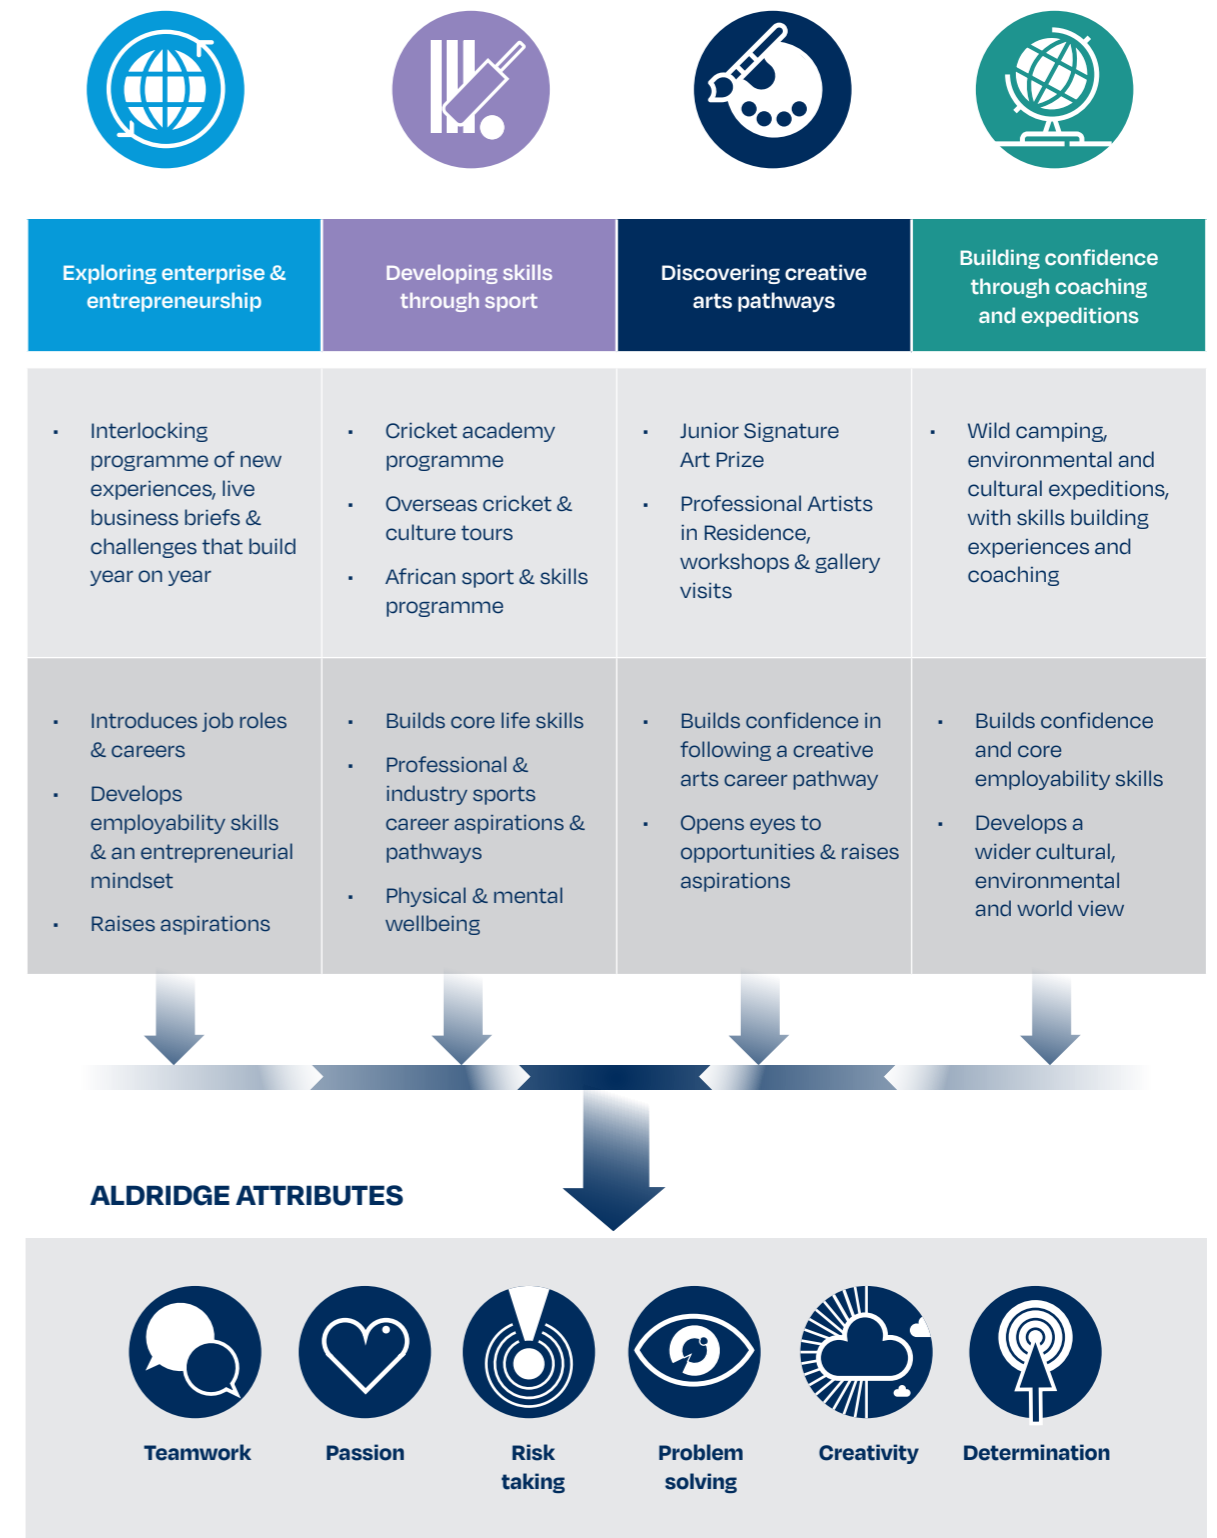 Exploring enterprise &
entrepreneurship
Developing skills
through sport
Discovering creative
arts pathways
Building confidence
through coaching
and expeditions
• Interlocking
programme of new
experiences, live
business briefs &
challenges that build
year on year
• Cricket academy
programme
• Overseas cricket &
culture tours
• African sport & skills
programme
• Junior Signature
Art Prize
• Professional Artists
in Residence,
workshops & gallery
visits
• Wild camping,
environmental and
cultural expeditions,
with skills building
experiences and
coaching
• Introduces job roles
& careers
• Develops
employability skills
& an entrepreneurial
mindset
• Raises aspirations
• Builds core life skills
• Professional &
industry sports
career aspirations &
pathways
• Physical & mental
wellbeing
• Builds confidence in
following a creative
arts career pathway
• Opens eyes to
opportunities & raises
aspirations
• Builds confidence
and core
employability skills
• Develops a
wider cultural,
environmental
and world view
ALDRIDGE ATTRIBUTES
Teamwork
Passion
Risk
taking
Problem
solving
Creativity
Determination